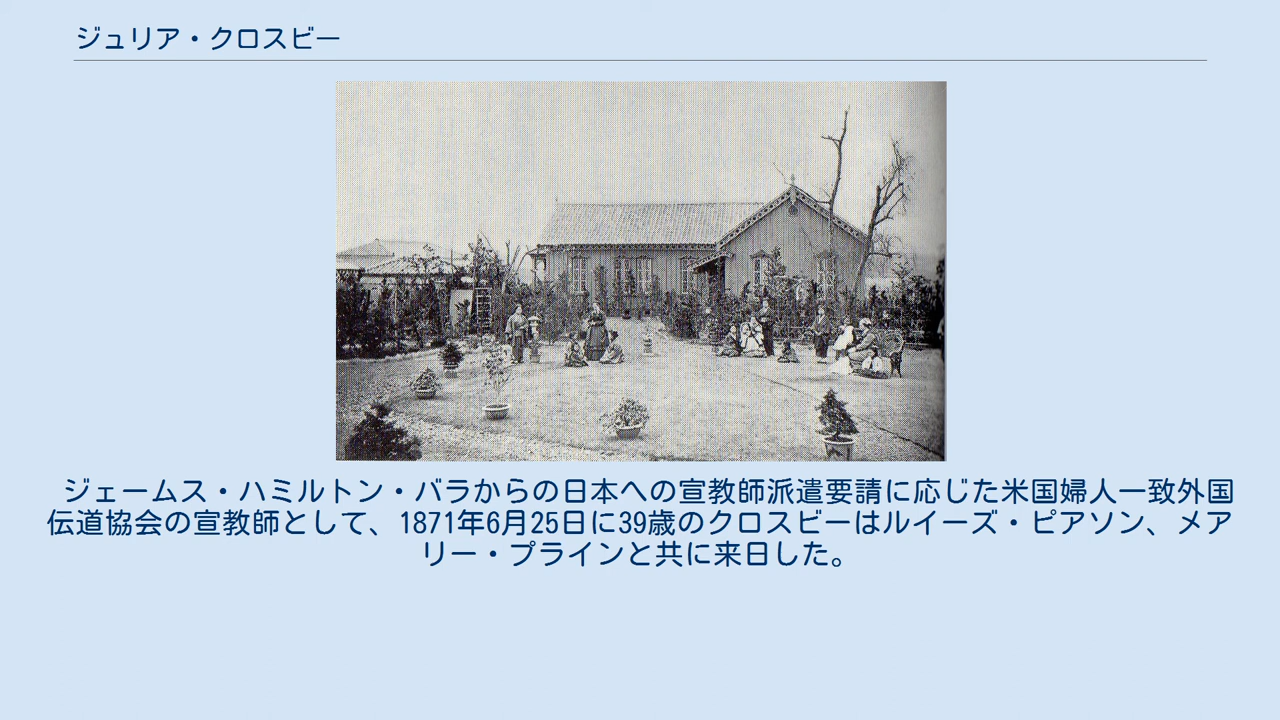 ジュリア・クロスビー
ジェームス・ハミルトン・バラからの日本への宣教師派遣要請に応じた米国婦人一致外国
伝道協会の宣教師として、1871年6月25日に39歳のクロスビーはルイーズ・ピアソン、メア
リー・プラインと共に来日した。